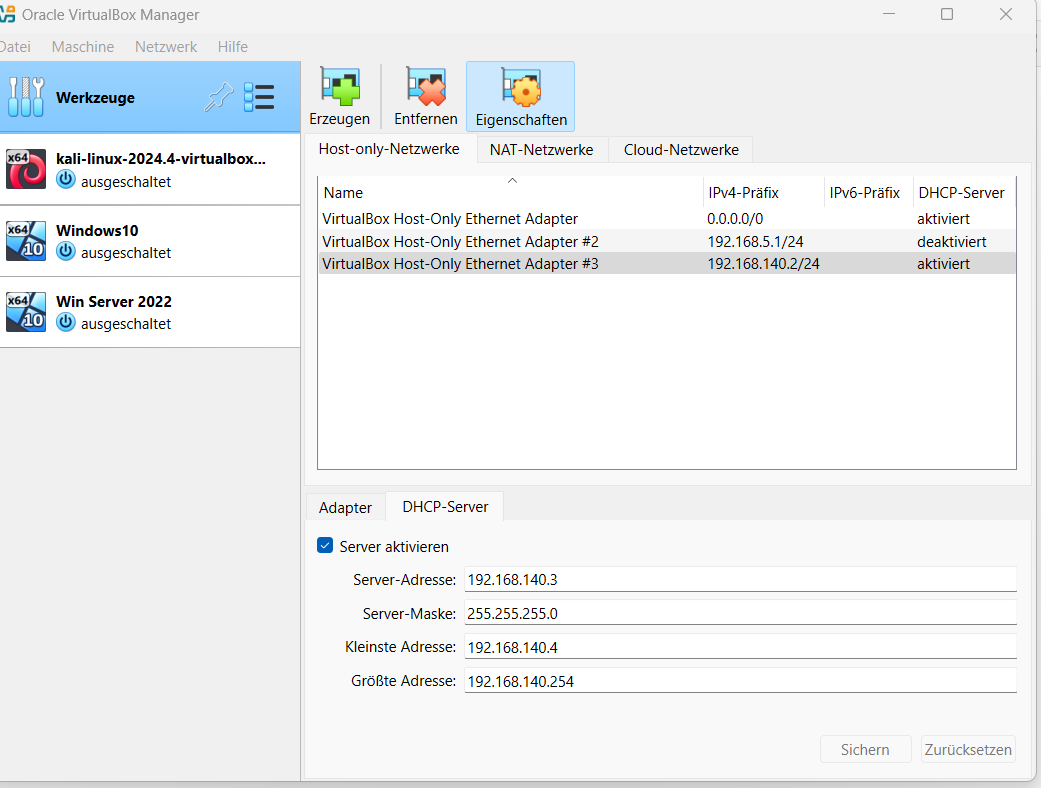 Oracle VirtualBox Manager
Datei Maschine Netzwerk Hilfe
Werkzeuge
Erzeugen Entfernen Eigenschaften
x64 kali-linux-2024.4-virtualbox...
ausgeschaltet
x64 10 Windows10
ausgeschaltet
x64 10 Win Server 2022
ausgeschaltet
Host-only-Netzwerke NAT-Netzwerke Cloud-Netzwerke
Name IPv4-Präfix IPv6-Präfix DHCP-Server
VirtualBox Host-Only Ethernet Adapter 0.0.0.0/0 aktiviert
VirtualBox Host-Only Ethernet Adapter #2 192.168.5.1/24 deaktiviert
VirtualBox Host-Only Ethernet Adapter #3 192.168.140.2/24 aktiviert
Adapter DHCP-Server
Server aktivieren
Server-Adresse: 192.168.140.3
Server-Maske: 255.255.255.0
Kleinste Adresse: 192.168.140.4
Größte Adresse: 192.168.140.254
Sichern Zurücksetzen